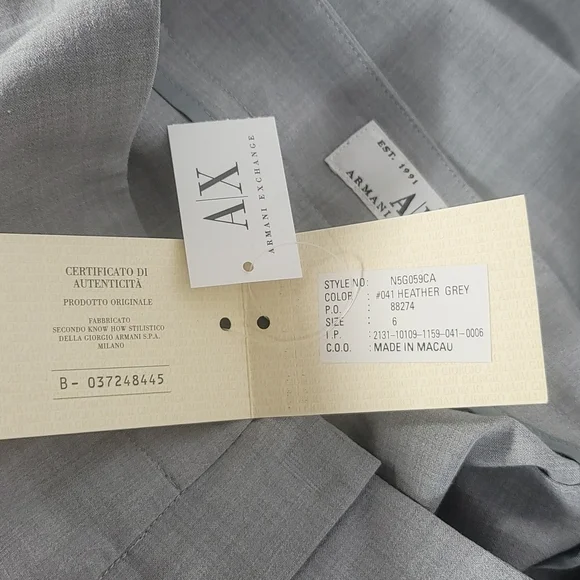 A|X
ARMANI EXCHANGE
EST. 1991
A
ARMANI
CERTIFICATO DI
AUTENTICITÀ
PRODOTTO ORIGINALE
FABBRICATO
SECONDO KNOW HOW STILISTICO
DELLA GIORGIO ARMANI S.P.A.
MILANO
B- 037248445
STYLE NO: N5G059CA
COLOR : #041 HEATHER GREY
P.O. : 88274
SIZE : 6
I.P. : 2131-10109-1159-041-0006
C.O.O. : MADE IN MACAU